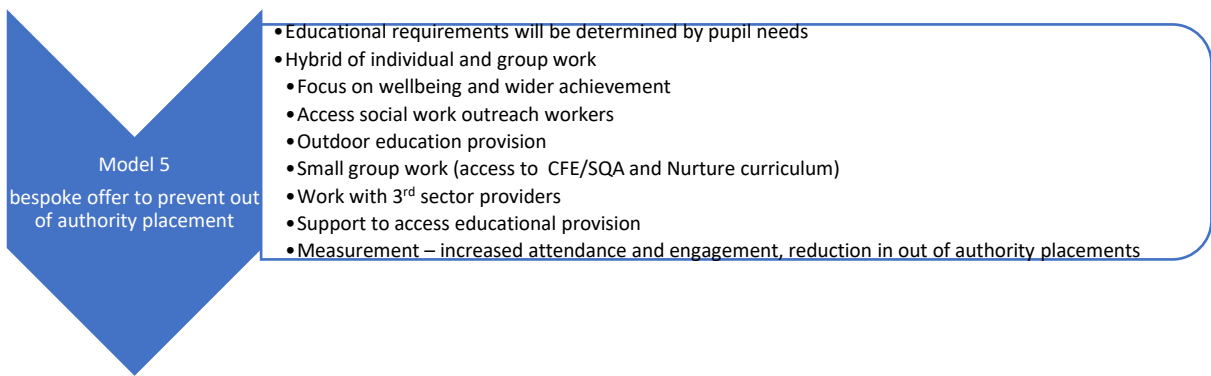 Model 5
bespoke offer to prevent out
of authority placement
•Educational requirements will be determined by pupil needs
•Hybrid of individual and group work
•Focus on wellbeing and wider achievement
•Access social work outreach workers
•Outdoor education provision
•Small group work (access to  CFE/SQA and Nurture curriculum)
•Work with 3rd sector providers
•Support to access educational provision
•Measurement – increased attendance and engagement, reduction in out of authority placements